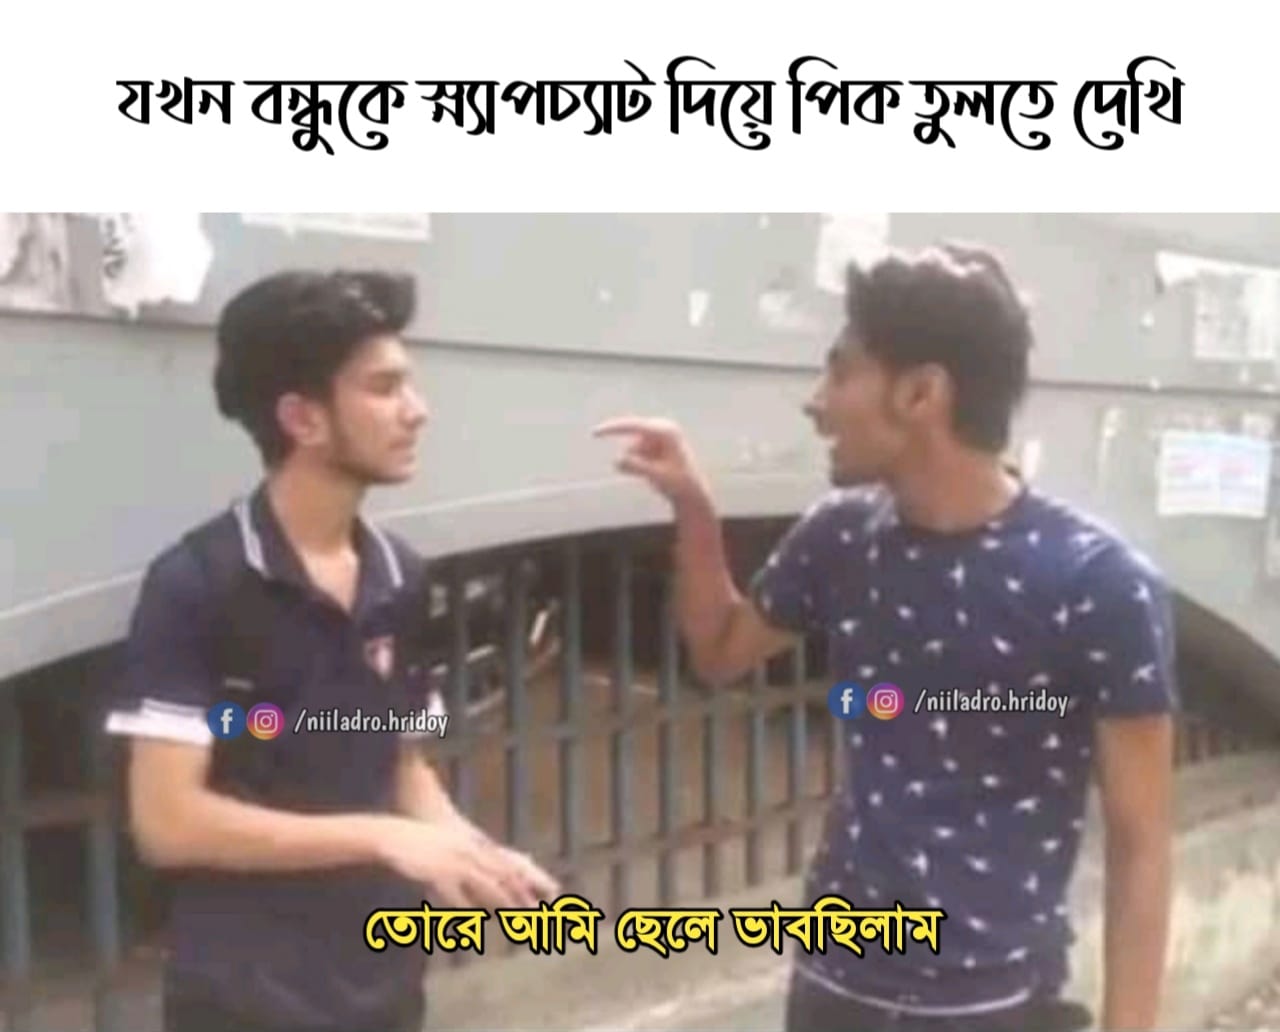 যখন বন্ধুকে স্ন্যাপচ্যাট দিয়ে পিক তুলতে দেখি
/niiladro.hridoy
/niiladro.hridoy
তোরে আমি ছেলে ভাবছিলাম